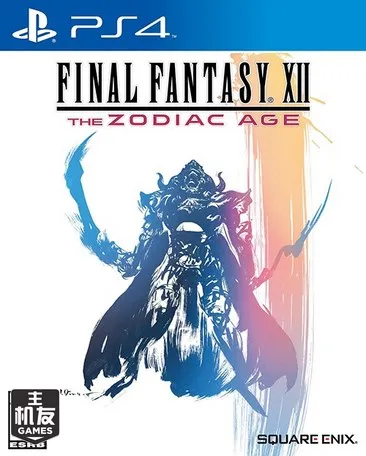 PS4
FINAL FANTASY XII
THE ZODIAC AGE
主
机友
GAMES
ESRB
SQUARE ENIX.